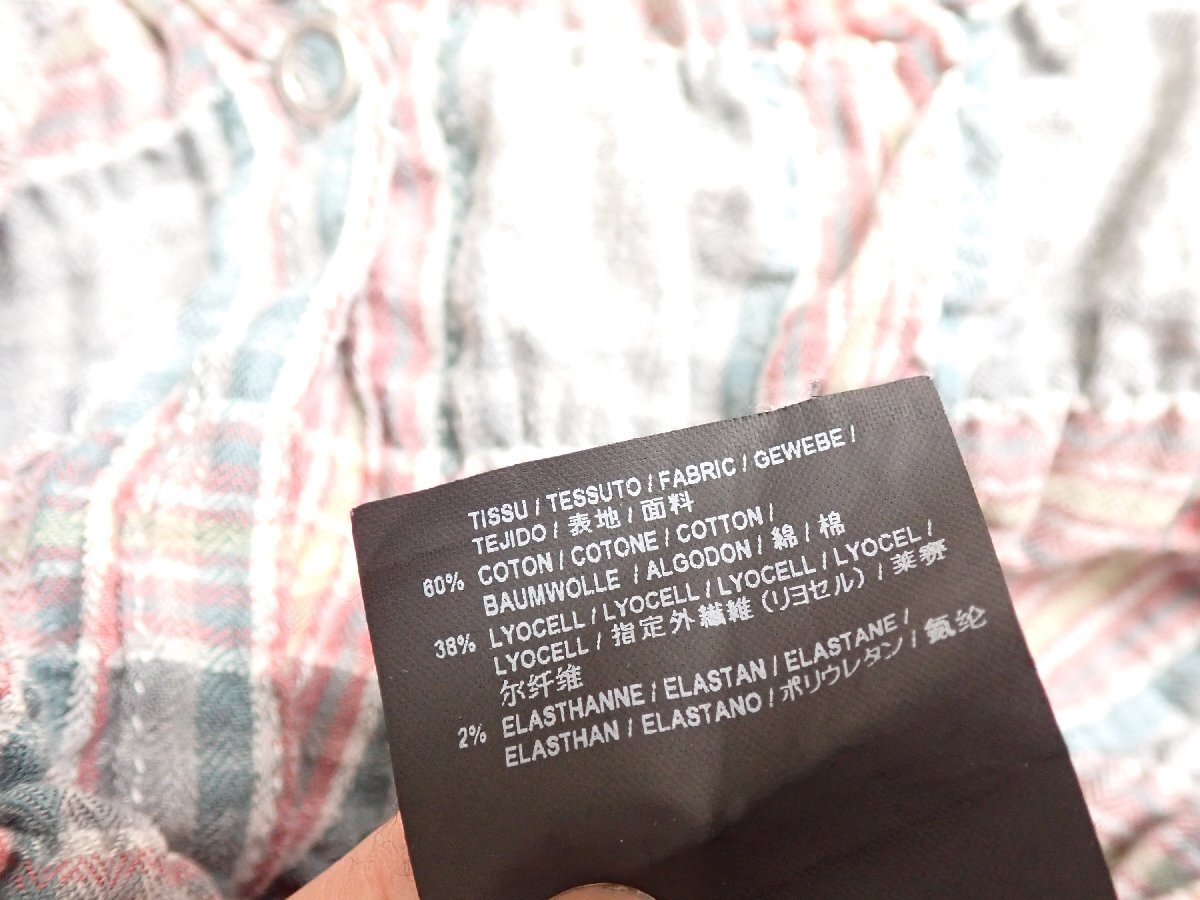 TISSU / TESSUTO / FABRIC / GEWEBE /
TEJIDO / 表地 / 面料
60% COTON / COTONE / COTTON /
BAUMWOLLE / ALGODON / 綿 / 棉
38% LYOCELL / LYOCELL / LYOCELL / LYOCEL /
LYOCELL / 指定外繊維 (リヨセル) / 莱赛
尔纤维
2% ELASTHANNE / ELASTAN / ELASTANE /
ELASTHAN / ELASTANO / ポリウレタン / 氨纶